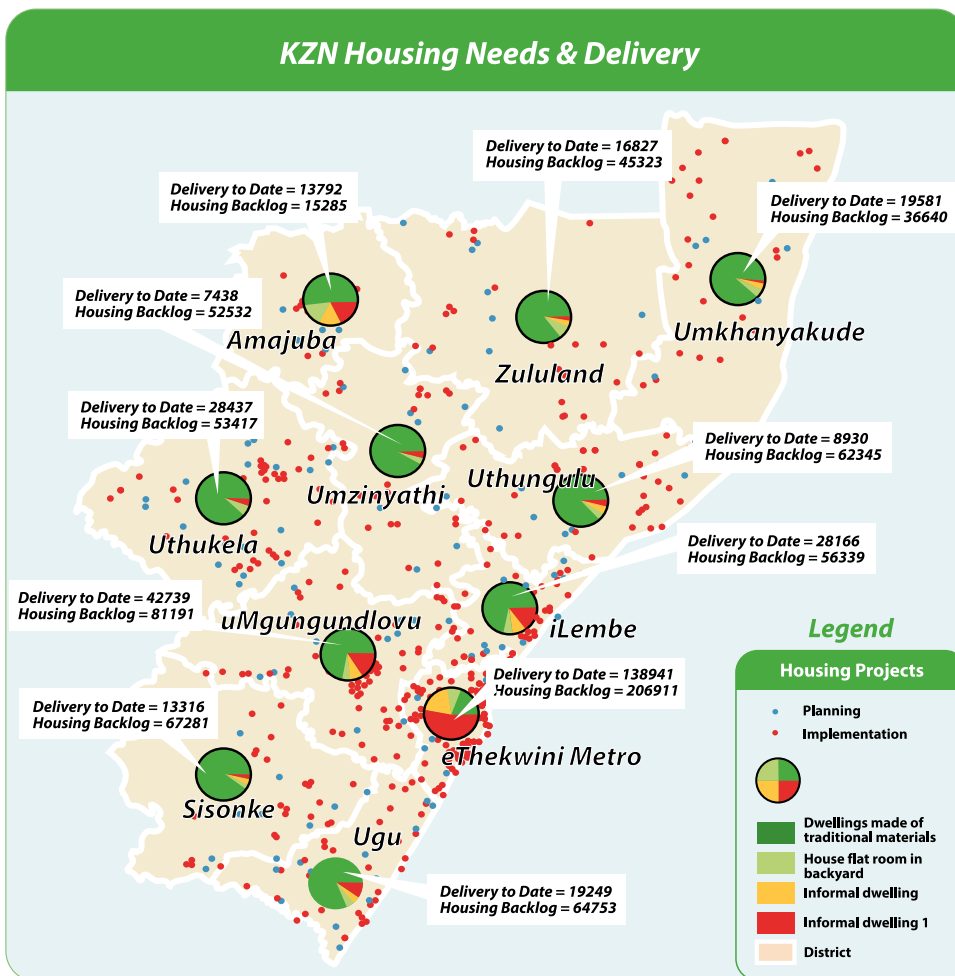 KZN Housing Needs & Delivery
Delivery to Date = 16827
Housing Backlog = 45323
Delivery to Date = 13792
Housing Backlog = 15285
Delivery to Date = 19581
Housing Backlog = 36640
Delivery to Date = 7438
Housing Backlog = 52532
Amajuba
Umkhanyakude
Zululand
Delivery to Date = 28437
Housing Backlog = 53417
Delivery to Date = 8930
Housing Backlog = 62345
Uthungulu
Umzinyathi
Uthukela
Delivery to Date = 28166
Housing Backlog = 56339
Delivery to Date = 42739
Housing Backlog = 81191
uMgungundlovu
iLembe
Delivery to Date = 138941
Housing Backlog = 206911
Delivery to Date = 13316
Housing Backlog = 67281
eThekwini Metro
Sisonke
Ugu
Delivery to Date = 19249
Housing Backlog = 64753
Legend
Housing Projects
Planning
Implementation
Dwellings made of
traditional materials
House flat room in
backyard
Informal dwelling
Informal dwelling 1
District